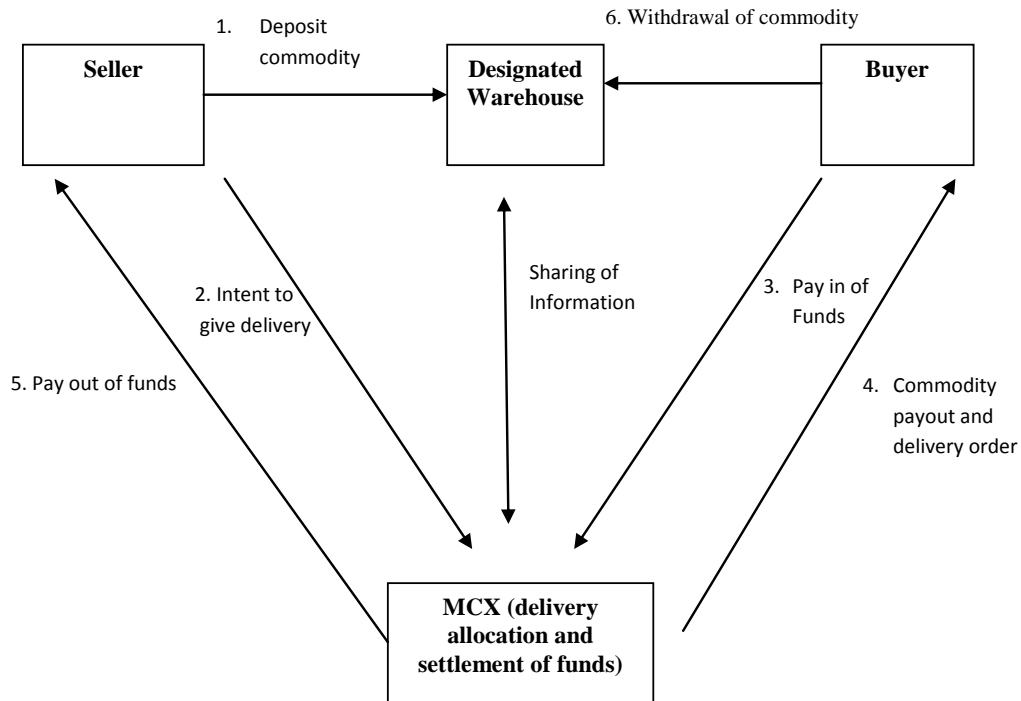 6. Withdrawal of commodity
1. Deposit
commodity
Seller
Designated
Warehouse
Buyer
Sharing of
Information
2. Intent to
give delivery
3. Pay in of
Funds
5. Pay out of funds
4. Commodity
payout and
delivery order
MCX (delivery
allocation and
settlement of funds)